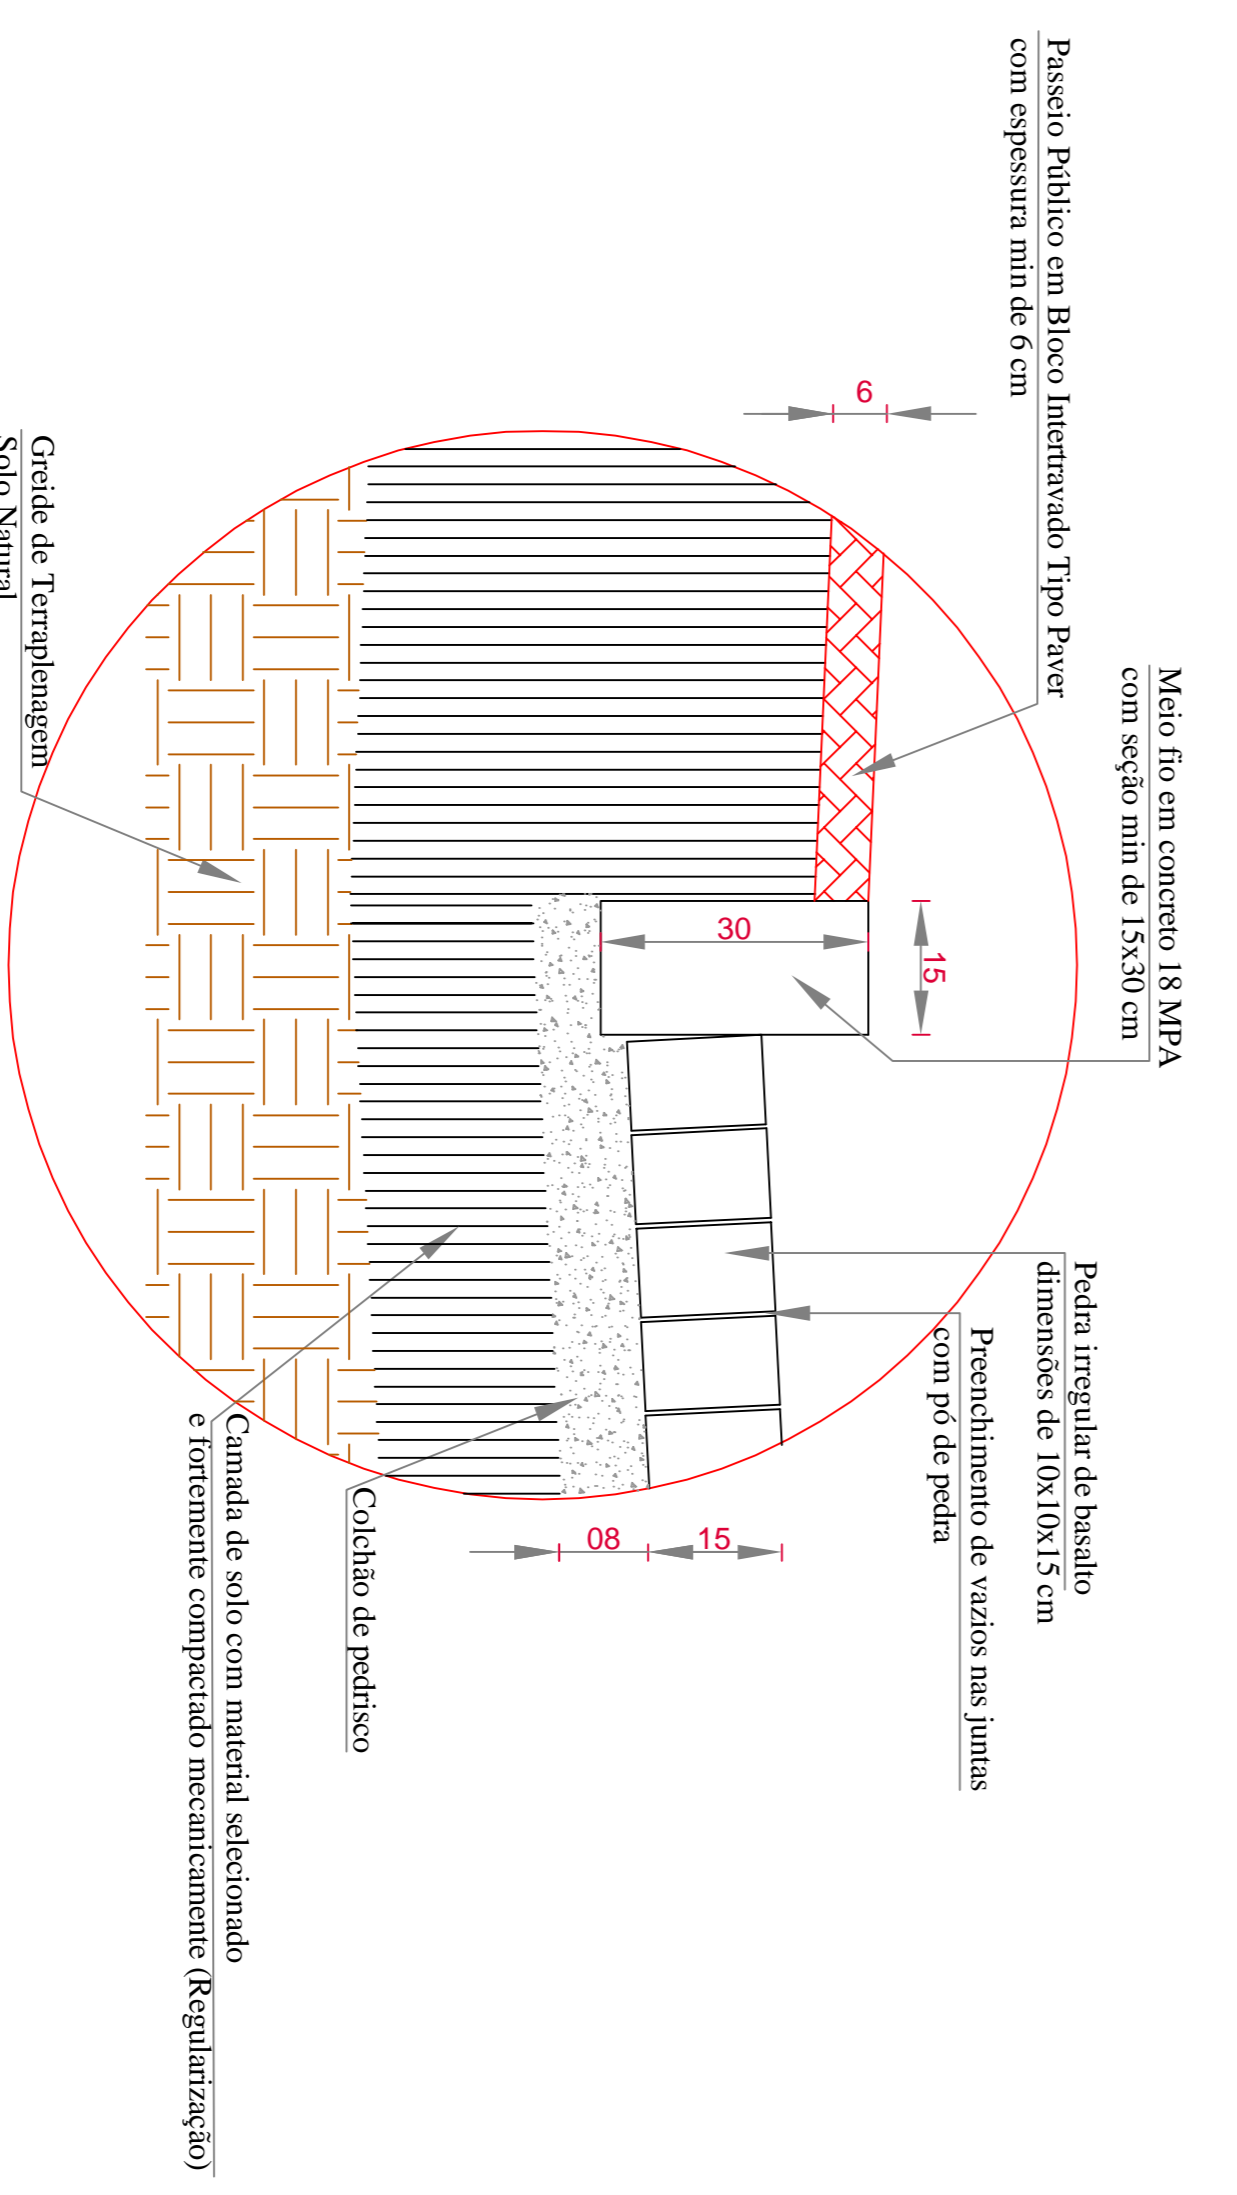 Meio fio em concreto 18 MPA
com seção min de 15x30 cm
Passeio Público em Bloco Intertravado Tipo Paver
com espessura min de 6 cm
Pedra irregular de basalto
dimensões de 10x10x15 cm
Preenchimento de vazios nas juntas
com pó de pedra
6
15
30
15
08
Colchão de pedrisco
Camada de solo com material selecionado
e fortemente compactado mecanicamente (Regularização)
Greide de Terraplenagem
Solo Natural